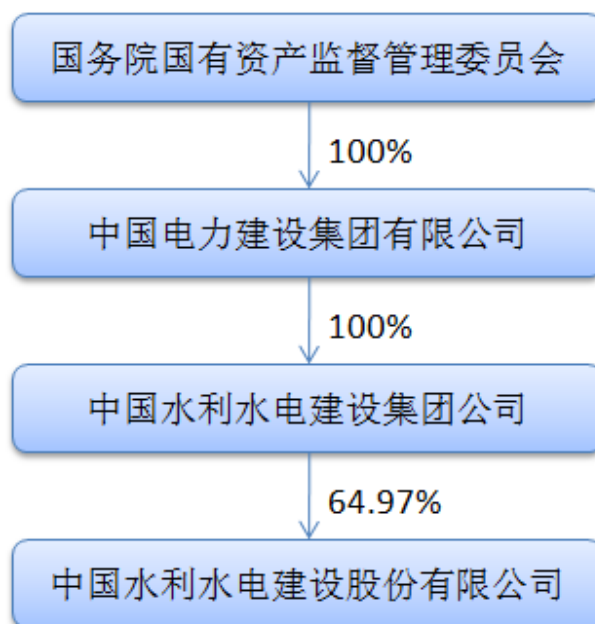 国务院国有资产监督管理委员会
100%
中国电力建设集团有限公司
100%
中国水利水电建设集团公司
64.97%
中国水利水电建设股份有限公司